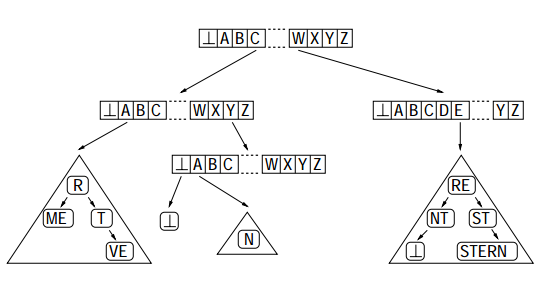 ⊥ABC WXYZ
⊥ABC WXYZ ⊥ABCDE YZ
⊥ABC WXYZ
R RE
ME T ⊥ NT ST
N
VE ⊥ STERN